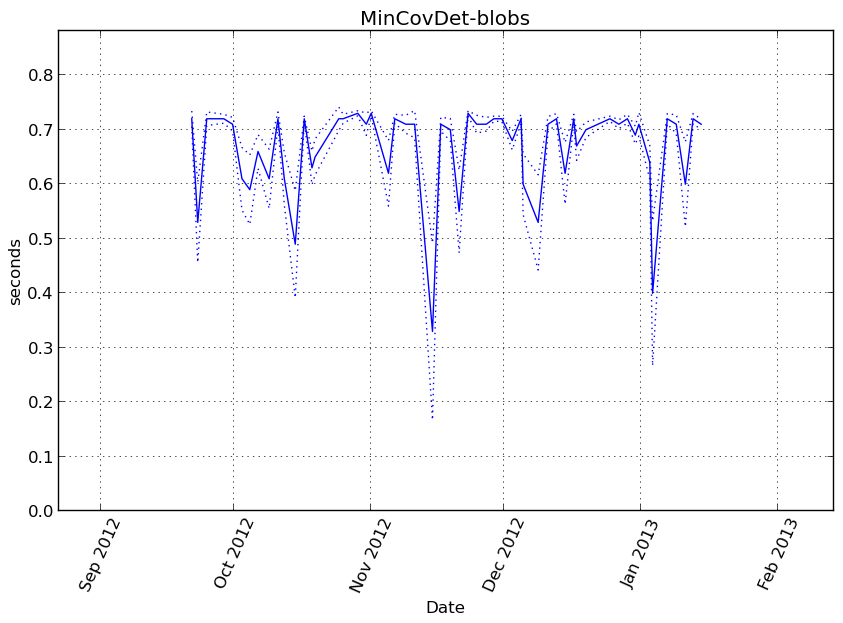 MinCovDet-blobs
0.8
0.7
0.6
0.5
0.4
0.3
0.2
0.1
0.0
seconds
Sep 2012
Oct 2012
Nov 2012
Dec 2012
Jan 2013
Feb 2013
Date